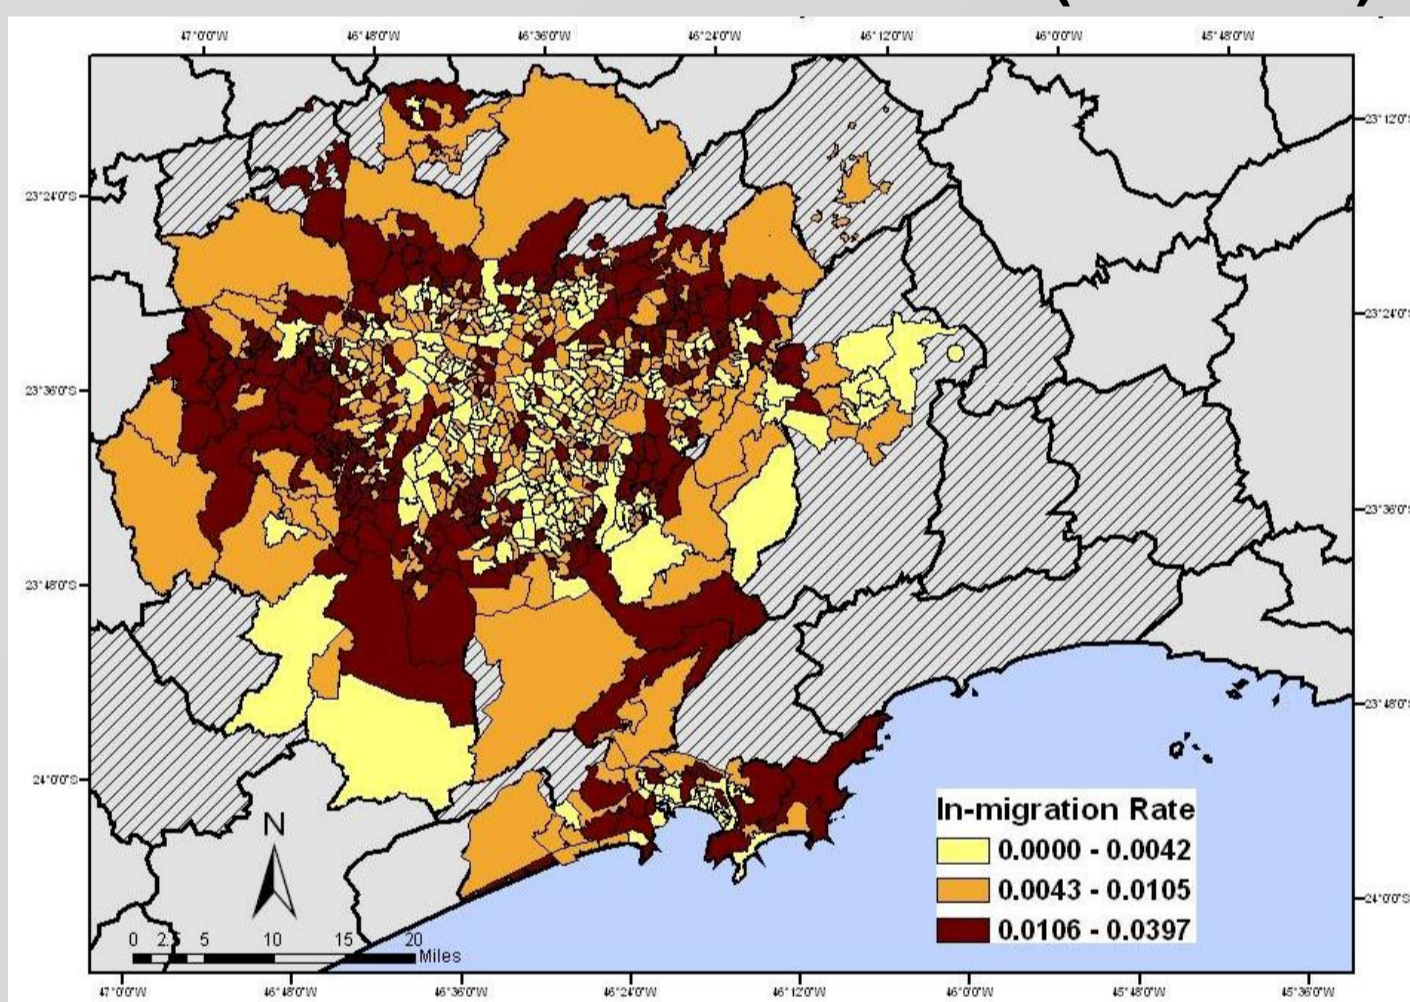 47°0'0"W 46°48'0"W 46°36'0"W 46°24'0"W 46°12'0"W 46°0'0"W 45°48'0"W
23°12'0"S
23°24'0"S
23°24'0"S
23°36'0"S
23°36'0"S
23°48'0"S
23°48'0"S
24°0'0"S
In-migration Rate
N
0.0000 - 0.0042
0.0043 - 0.0105
24°0'0"S
0.0106 - 0.0397
0 2.5 5 10 15 20
Miles
47°0'0"W 46°48'0"W 46°36'0"W 46°24'0"W 46°12'0"W 46°0'0"W 45°48'0"W 45°36'0"W